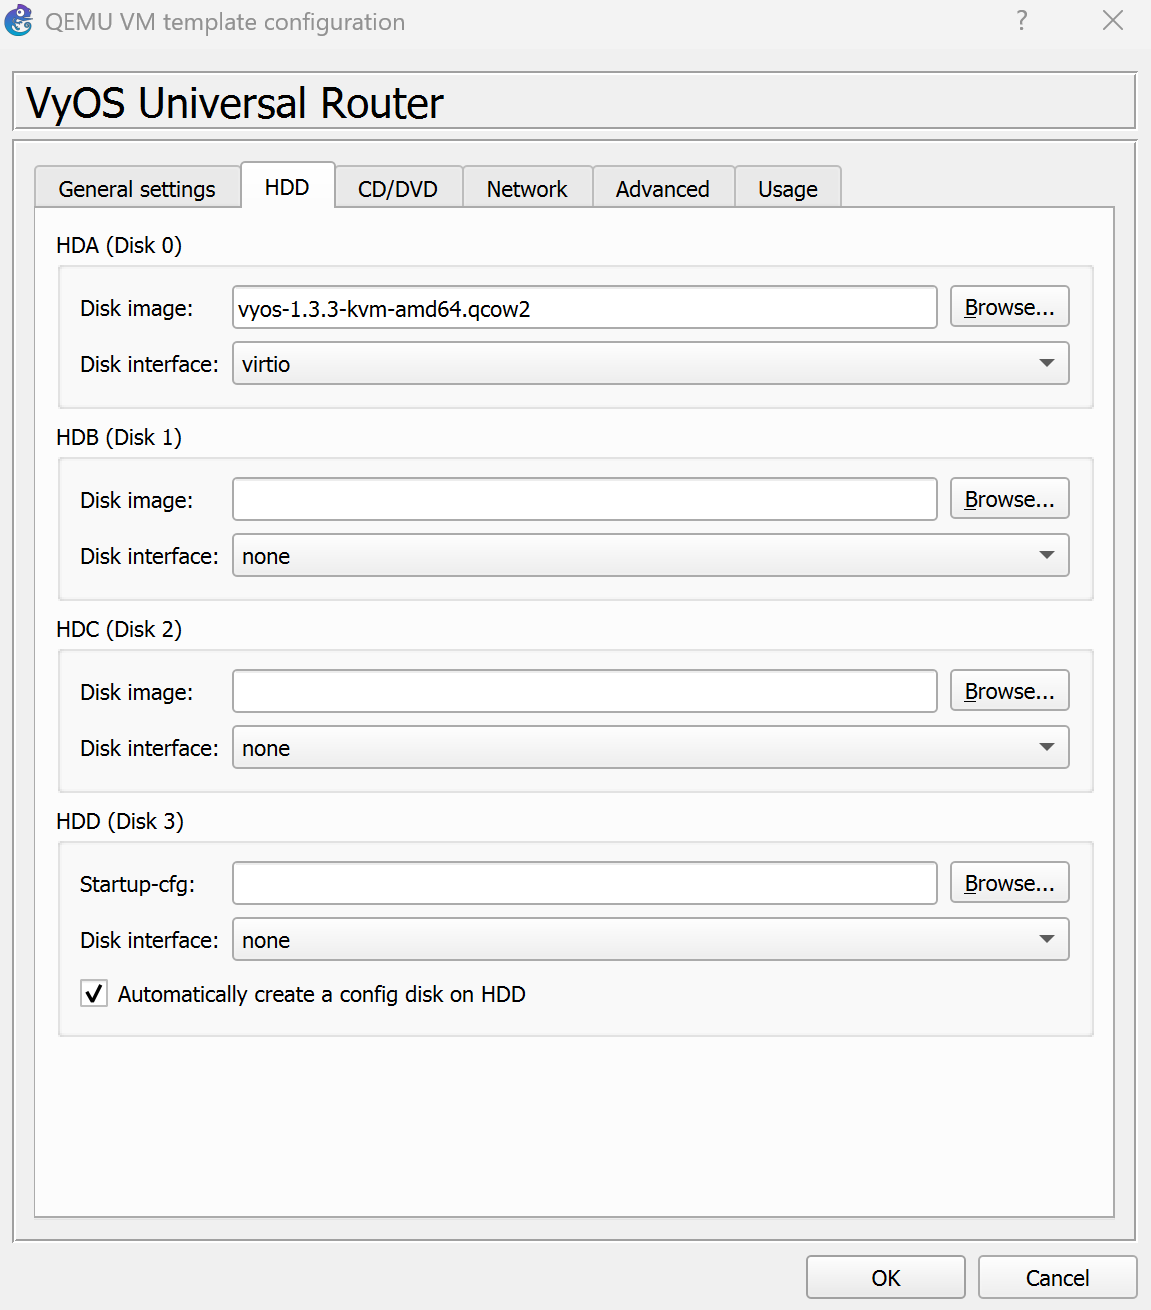 QEMU VM template configuration
?
VyOS Universal Router
General settings HDD CD/DVD Network Advanced Usage
HDA (Disk 0)
Disk image: vyos-1.3.3-kvm-amd64.qcow2 Browse...
Disk interface: virtio
HDB (Disk 1)
Disk image: Browse...
Disk interface: none
HDC (Disk 2)
Disk image: Browse...
Disk interface: none
HDD (Disk 3)
Startup-cfg: Browse...
Disk interface: none
Automatically create a config disk on HDD
OK Cancel